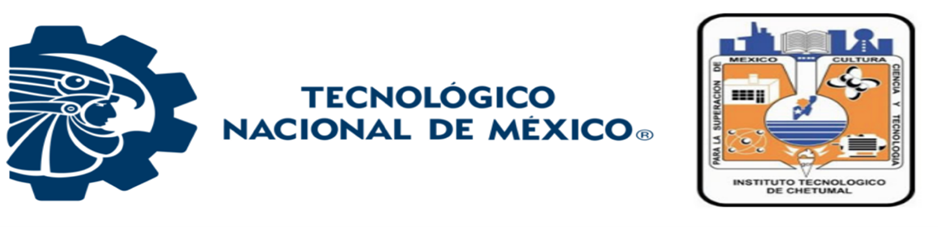 TECNOLÓGICO
NACIONAL DE MÉXICO®
PARA LA SUPERACION DE
MEXICO
CULTURA
CIENCIA Y TECNOLOGIA
INSTITUTO TECNOLOGICO
DE CHETUMAL